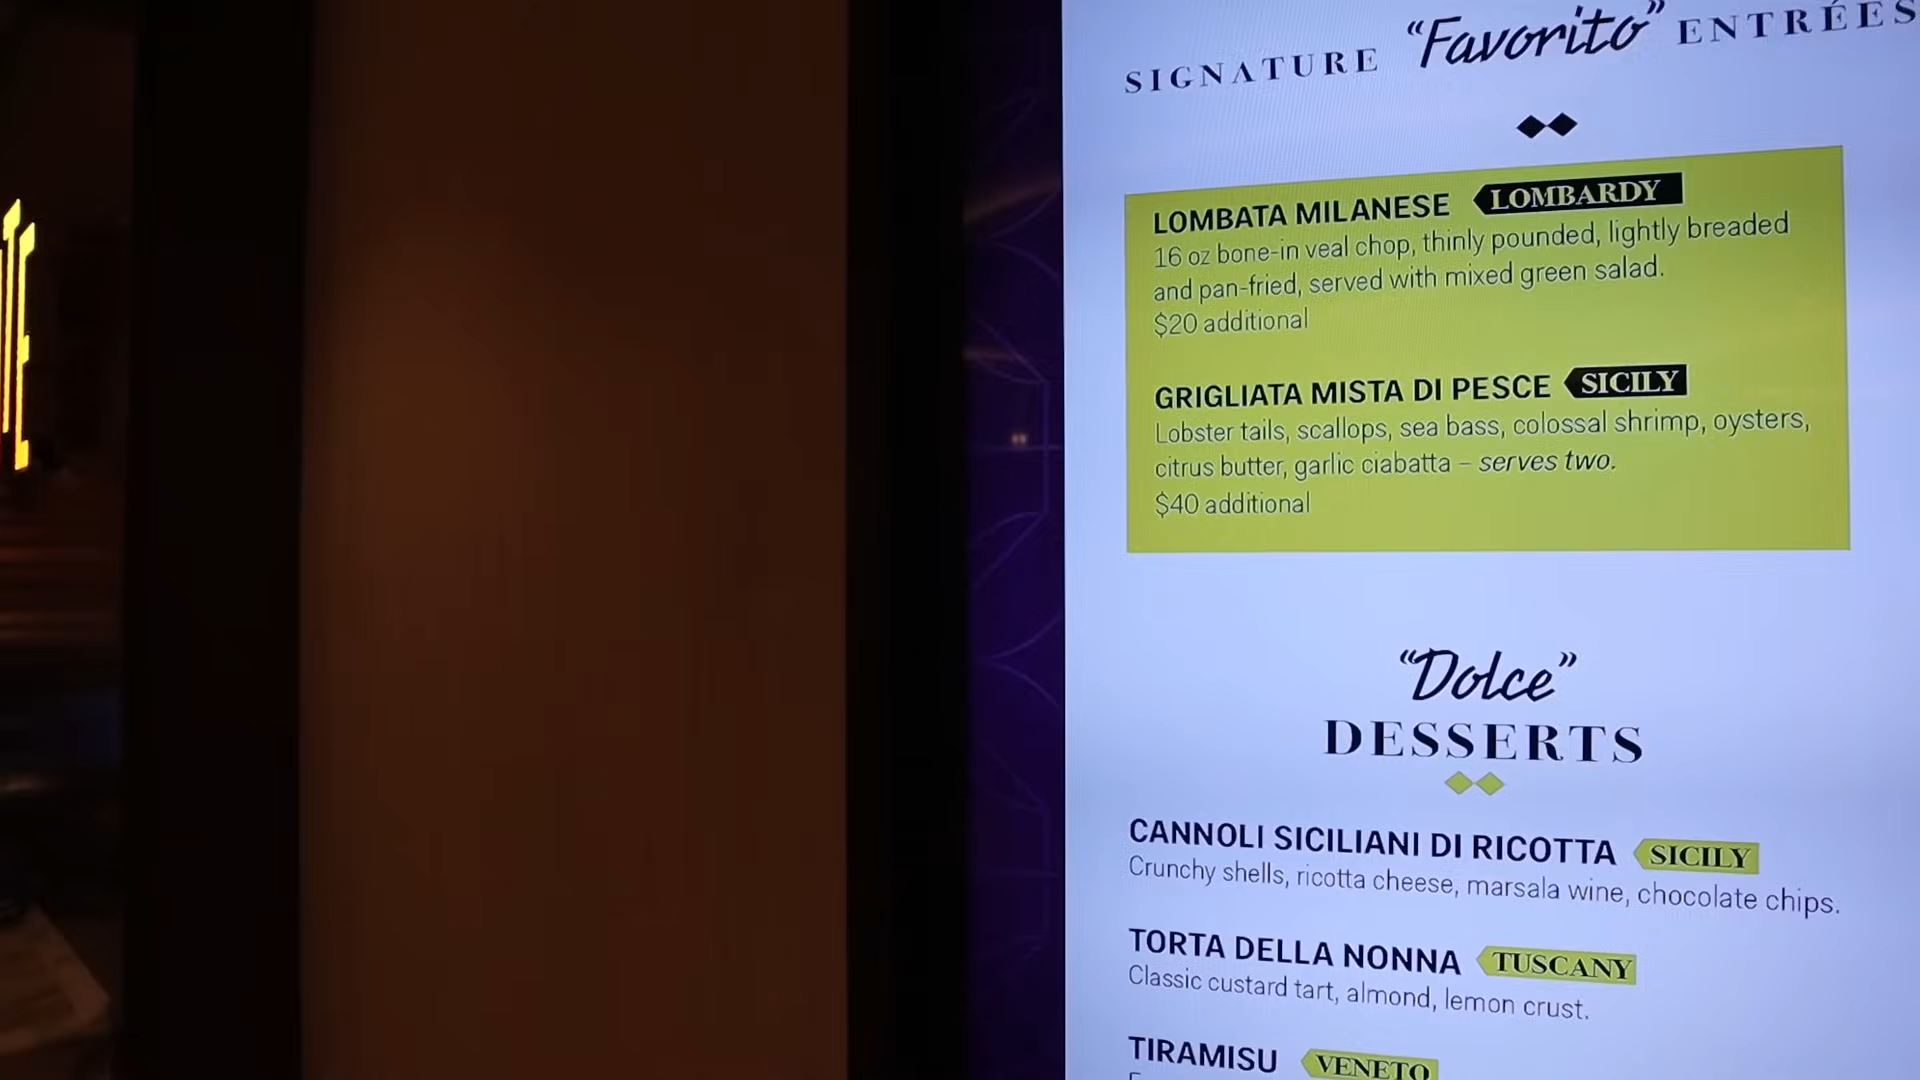 SIGNATURE "Favorito" ENTRÉES
LOMBATA MILANESE LOMBARDY
16 oz bone-in veal chop, thinly pounded, lightly breaded
and pan-fried, served with mixed green salad.
$20 additional
GRIGLIATA MISTA DI PESCE SICILY
Lobster tails, scallops, sea bass, colossal shrimp, oysters,
citrus butter, garlic ciabatta – serves two.
$40 additional
"Dolce"
DESSERTS
CANNOLI SICILIANI DI RICOTTA SICILY
Crunchy shells, ricotta cheese, marsala wine, chocolate chips.
TORTA DELLA NONNA TUSCANY
Classic custard tart, almond, lemon crust.
TIRAMISU VENETO